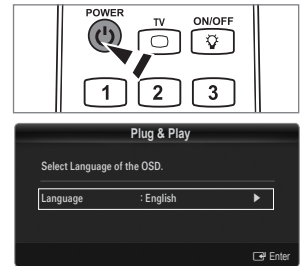 POWER TV ON/OFF
1 2 3
Plug & Play
Select Language of the OSD.
Language : English ▶
Enter